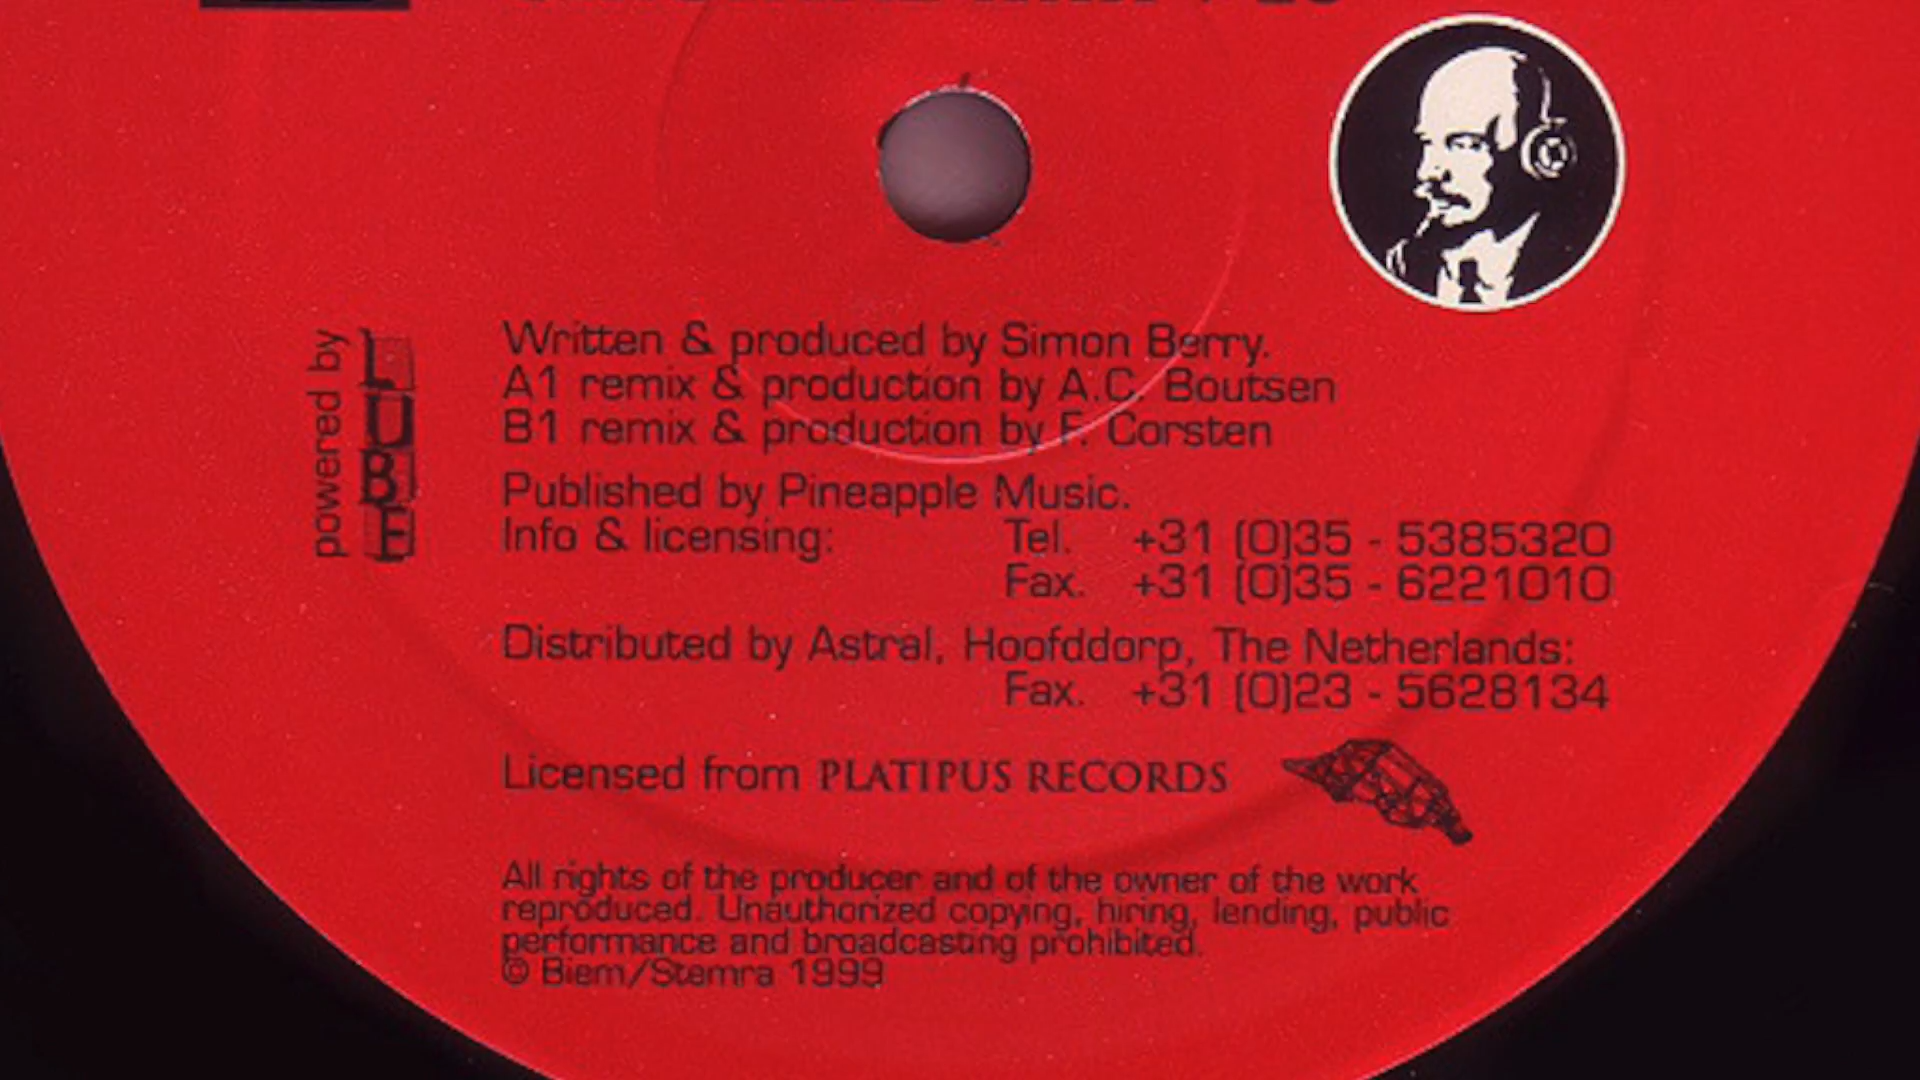 powered by
LUBE
Written & produced by Simon Berry.
A1 remix & production by A.C. Boutsen
B1 remix & production by F. Corsten
Published by Pineapple Music.
Info & licensing: Tel. +31 (0)35 - 5385320
Fax. +31 (0)35 - 6221010
Distributed by Astral, Hoofddorp, The Netherlands:
Fax. +31 (0)23 - 5628134
Licensed from PLATIPUS RECORDS
All rights of the producer and of the owner of the work
reproduced. Unauthorized copying, hiring, lending, public
performance and broadcasting prohibited.
© Biem/Stemra 1999